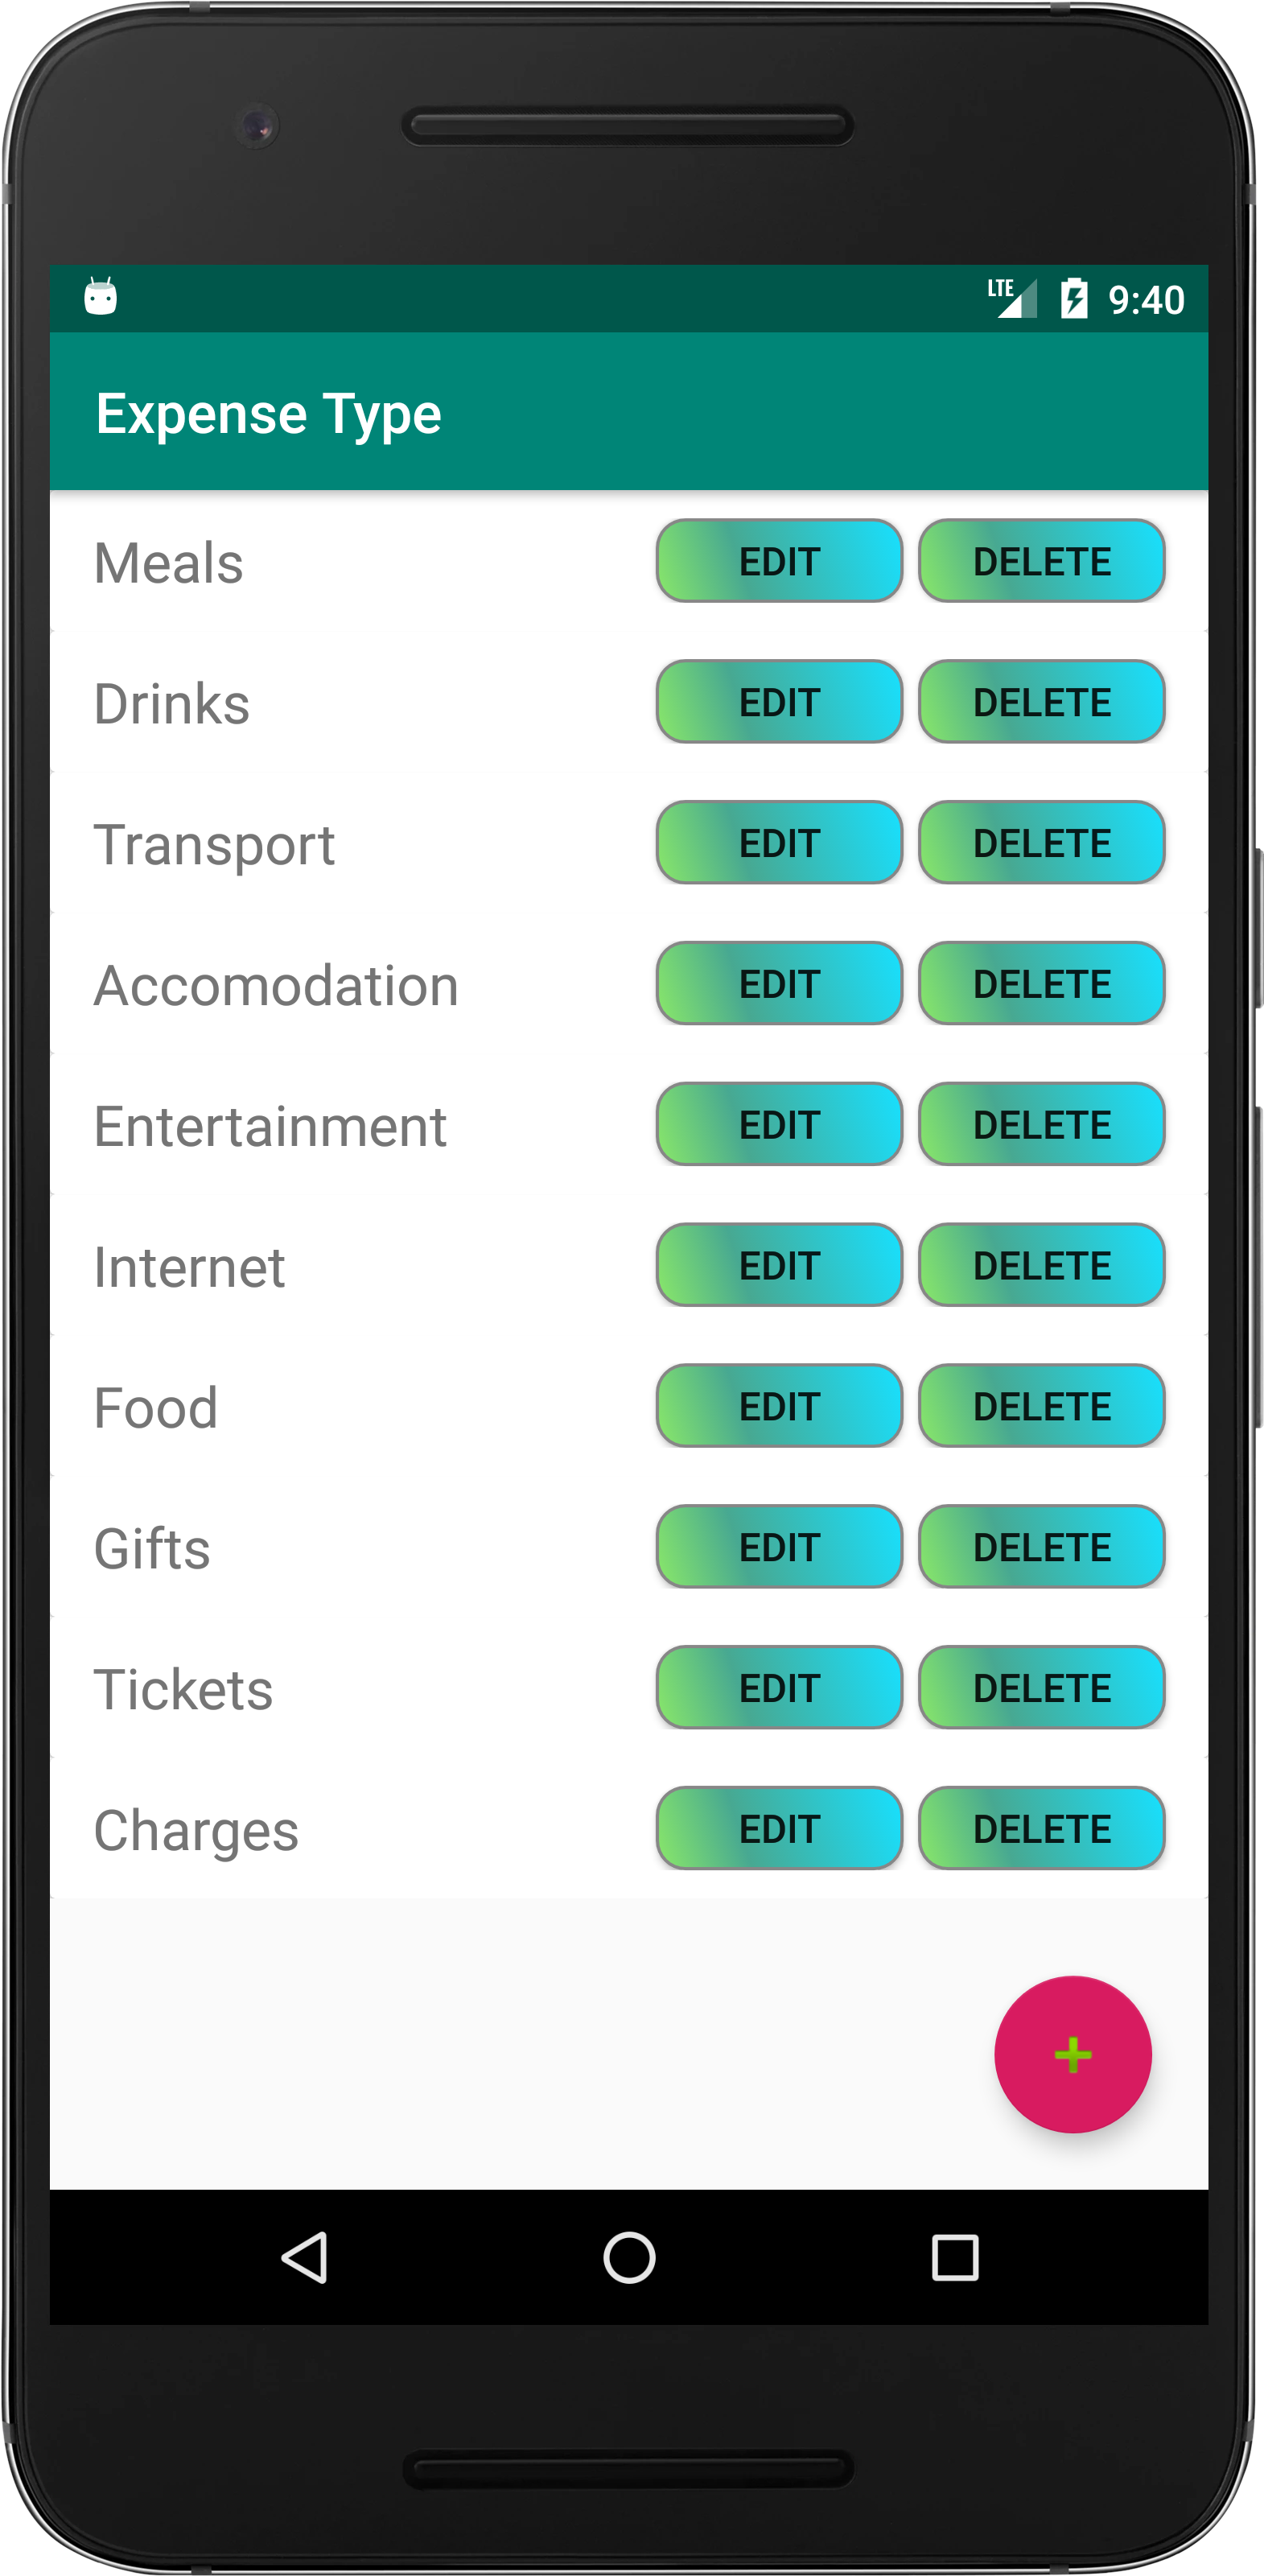 LTE 9:40
Expense Type
Meals EDIT DELETE
Drinks EDIT DELETE
Transport EDIT DELETE
Accomodation EDIT DELETE
Entertainment EDIT DELETE
Internet EDIT DELETE
Food EDIT DELETE
Gifts EDIT DELETE
Tickets EDIT DELETE
Charges EDIT DELETE
+